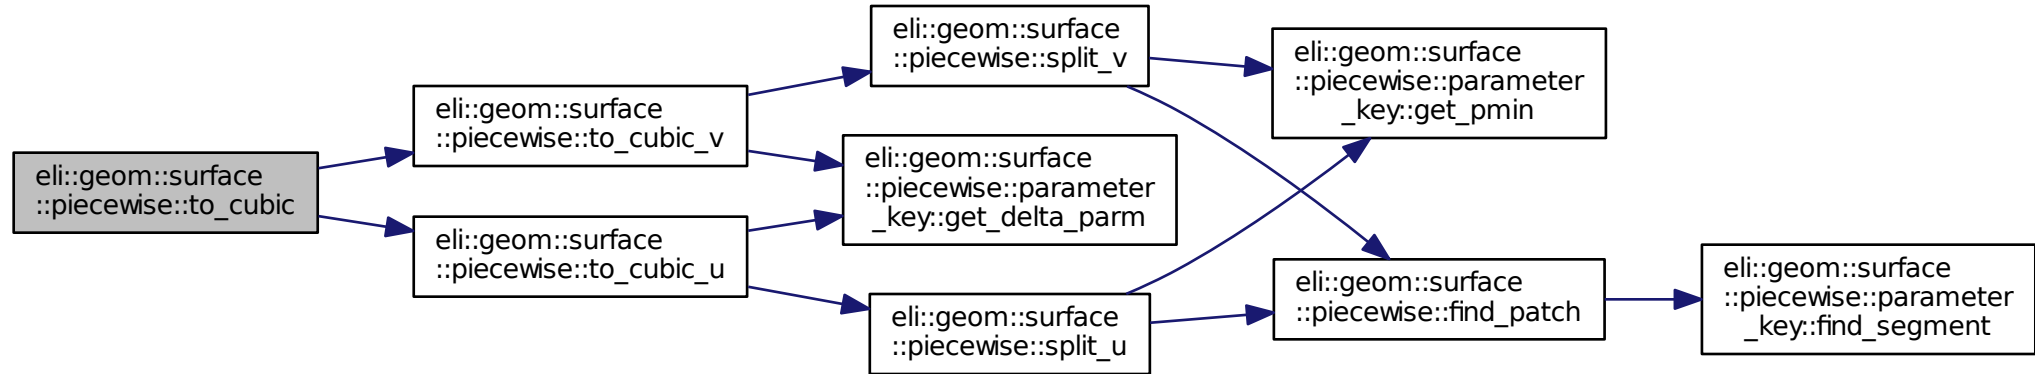 eli::geom::surface
::piecewise::to_cubic
eli::geom::surface
::piecewise::to_cubic_v
eli::geom::surface
::piecewise::to_cubic_u
eli::geom::surface
::piecewise::split_v
eli::geom::surface
::piecewise::parameter
_key::get_delta_parm
eli::geom::surface
::piecewise::split_u
eli::geom::surface
::piecewise::parameter
_key::get_pmin
eli::geom::surface
::piecewise::find_patch
eli::geom::surface
::piecewise::parameter
_key::find_segment